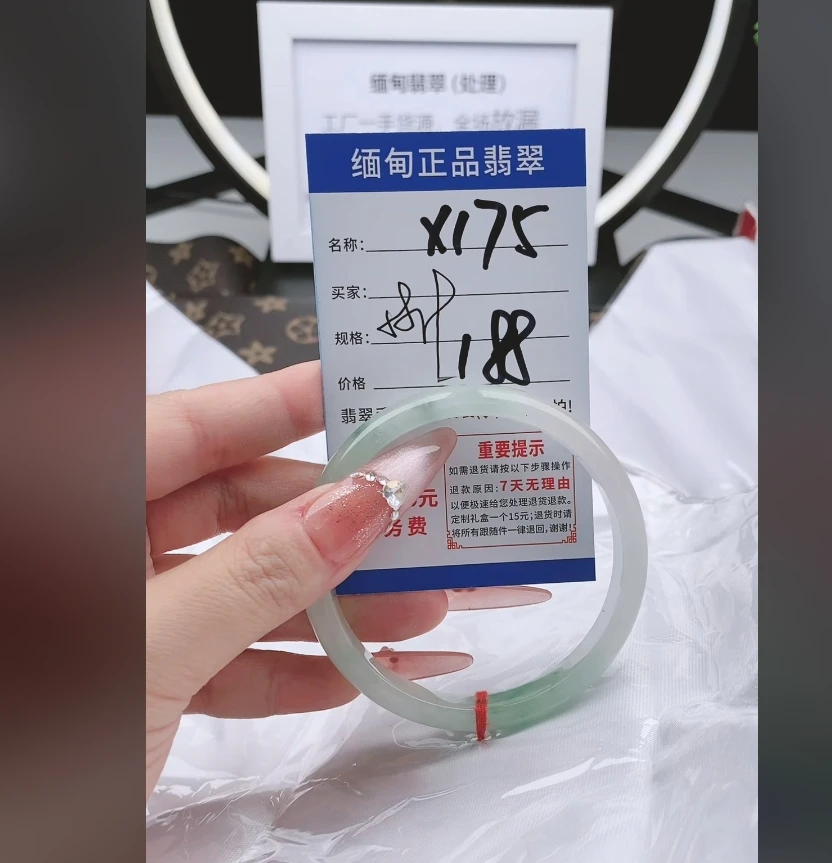 缅甸翡翠(处理)
工厂一手货源，全场放漏
缅甸正品翡翠
名称: X175
买家:
规格:
价格 188
翡翠
拍!
重要提示
如需退货请按以下步骤操作
退款原因:7天无理由
以便极速给您处理退货退款。
定制礼盒一个15元;退货时请
将所有跟随件一律退回,谢谢!
元
务费